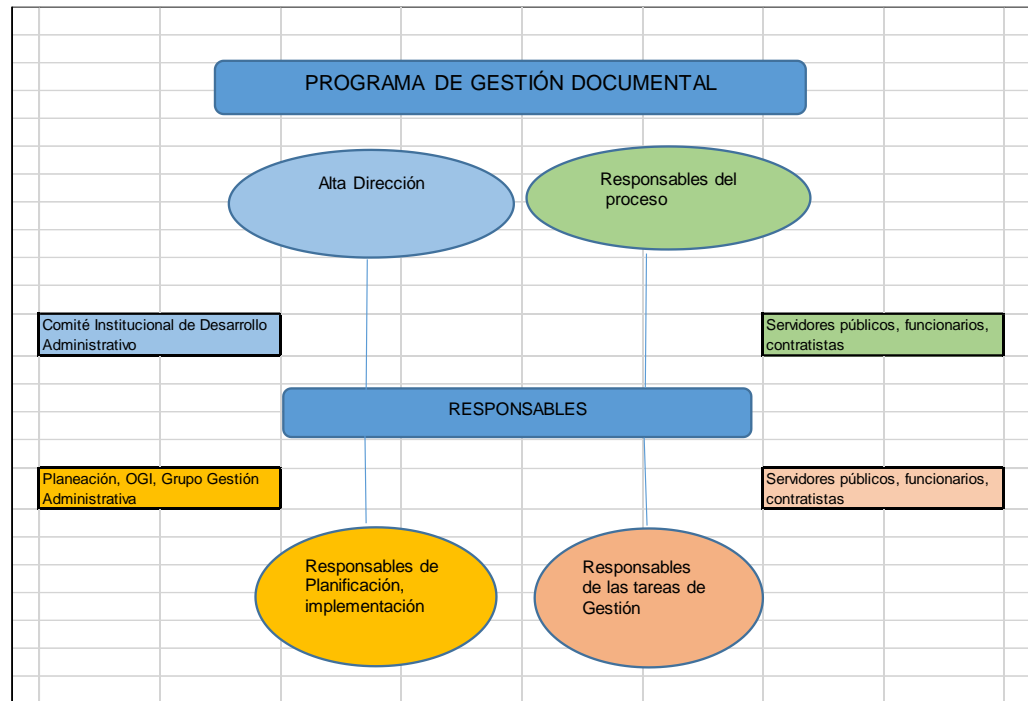 PROGRAMA DE GESTIÓN DOCUMENTAL
Alta Dirección
Responsables del
proceso
Comité Institucional de Desarrollo
Administrativo
Servidores públicos, funcionarios,
contratistas
RESPONSABLES
Planeación, OGI, Grupo Gestión
Administrativa
Servidores públicos, funcionarios,
contratistas
Responsables de
Planificación,
implementación
Responsables
de las tareas de
Gestión